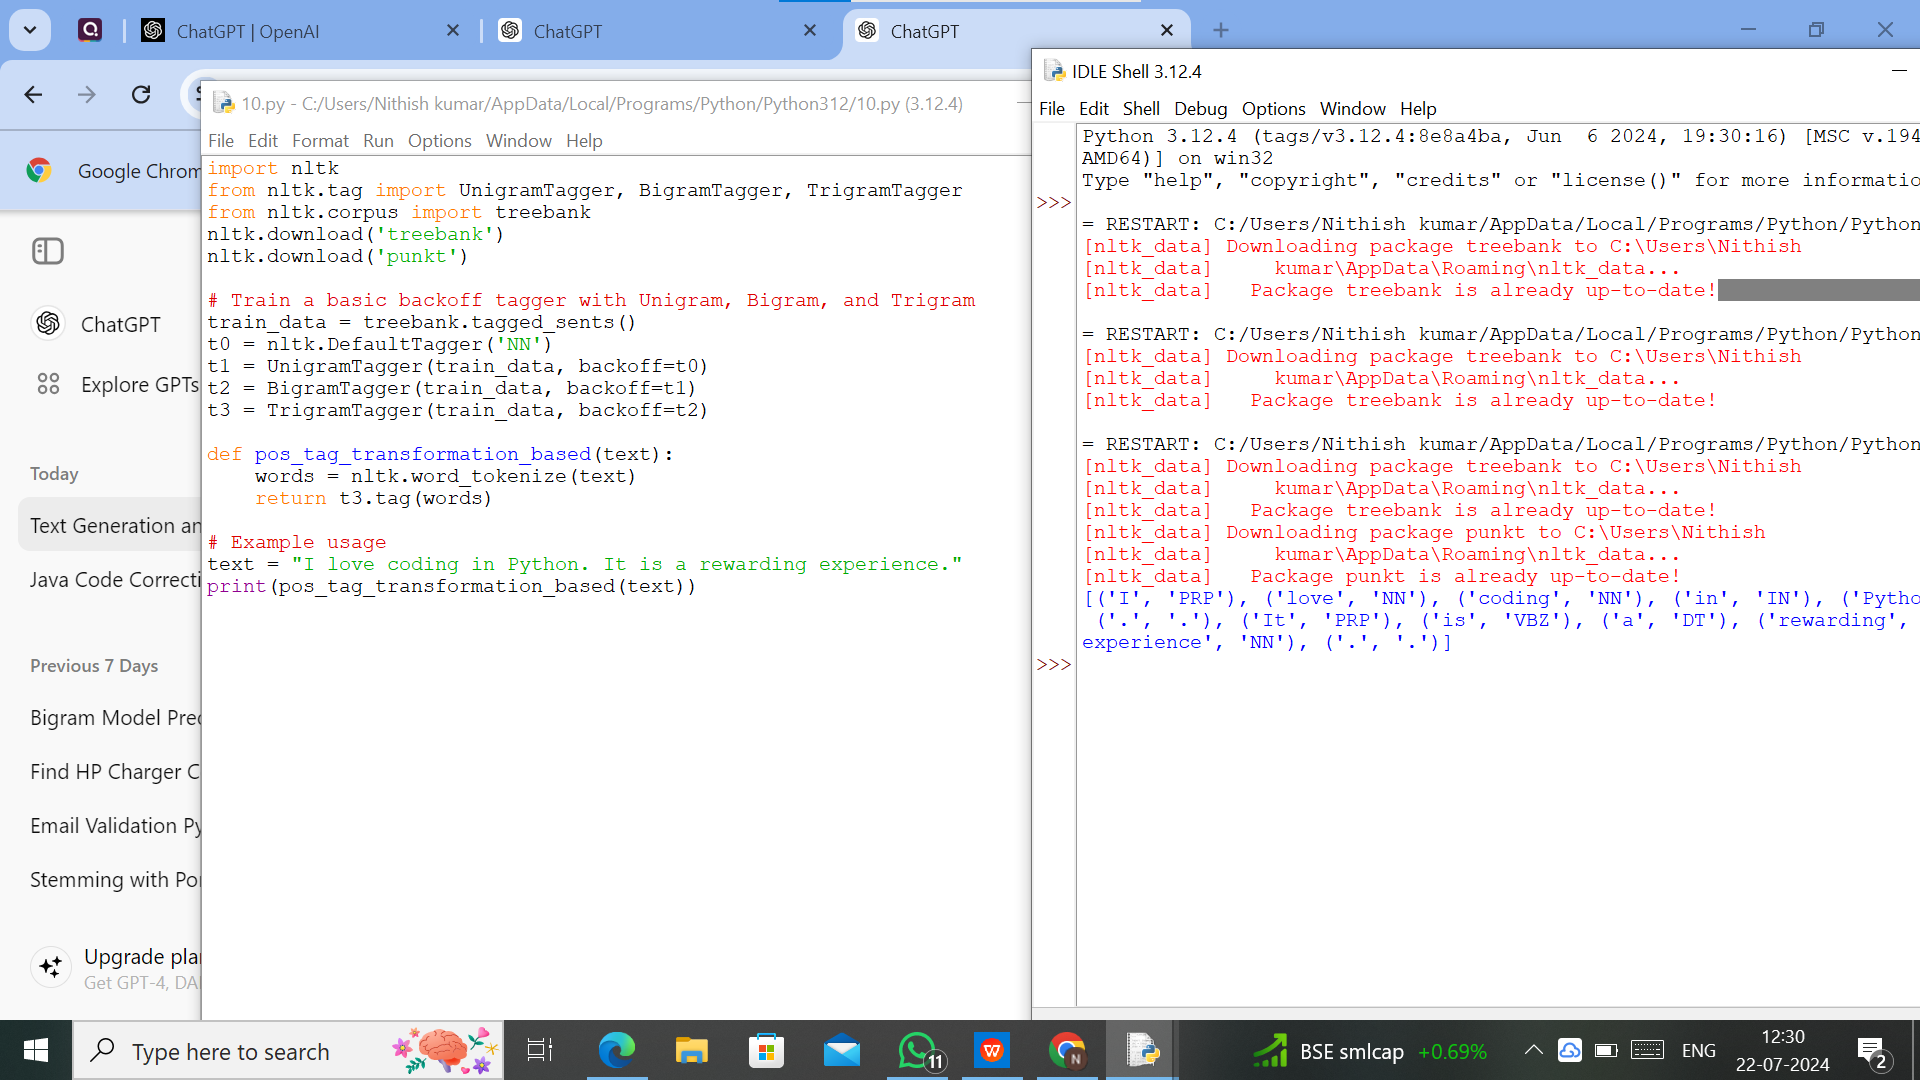 ChatGPT | OpenAI
ChatGPT
ChatGPT
Google Chrom
ChatGPT
Explore GPTs
Today
Text Generation an
Java Code Correcti
Previous 7 Days
Bigram Model Pred
Find HP Charger C
Email Validation Py
Stemming with Por
Upgrade plan
Get GPT-4, DA
10.py - C:/Users/Nithish kumar/AppData/Local/Programs/Python/Python312/10.py (3.12.4)
File Edit Format Run Options Window Help
import nltk
from nltk.tag import UnigramTagger, BigramTagger, TrigramTagger
from nltk.corpus import treebank
nltk.download('treebank')
nltk.download('punkt')
# Train a basic backoff tagger with Unigram, Bigram, and Trigram
train_data = treebank.tagged_sents()
t0 = nltk.DefaultTagger('NN')
t1 = UnigramTagger(train_data, backoff=t0)
t2 = BigramTagger(train_data, backoff=t1)
t3 = TrigramTagger(train_data, backoff=t2)
def pos_tag_transformation_based(text):
    words = nltk.word_tokenize(text)
    return t3.tag(words)
# Example usage
text = "I love coding in Python. It is a rewarding experience."
print(pos_tag_transformation_based(text))
IDLE Shell 3.12.4
File Edit Shell Debug Options Window Help
Python 3.12.4 (tags/v3.12.4:8e8a4ba, Jun  6 2024, 19:30:16) [MSC v.194
AMD64)] on win32
Type "help", "copyright", "credits" or "license()" for more informatio
>>>
= RESTART: C:/Users/Nithish kumar/AppData/Local/Programs/Python/Python
[nltk_data] Downloading package treebank to C:\Users\Nithish
[nltk_data]     kumar\AppData\Roaming\nltk_data...
[nltk_data]   Package treebank is already up-to-date!
= RESTART: C:/Users/Nithish kumar/AppData/Local/Programs/Python/Python
[nltk_data] Downloading package treebank to C:\Users\Nithish
[nltk_data]     kumar\AppData\Roaming\nltk_data...
[nltk_data]   Package treebank is already up-to-date!
= RESTART: C:/Users/Nithish kumar/AppData/Local/Programs/Python/Python
[nltk_data] Downloading package treebank to C:\Users\Nithish
[nltk_data]     kumar\AppData\Roaming\nltk_data...
[nltk_data]   Package treebank is already up-to-date!
[nltk_data] Downloading package punkt to C:\Users\Nithish
[nltk_data]     kumar\AppData\Roaming\nltk_data...
[nltk_data]   Package punkt is already up-to-date!
[('I', 'PRP'), ('love', 'NN'), ('coding', 'NN'), ('in', 'IN'), ('Pytho
 ('.', '.'), ('It', 'PRP'), ('is', 'VBZ'), ('a', 'DT'), ('rewarding',
experience', 'NN'), ('.', '.')]
>>>
Type here to search
11
N
BSE smlcap +0.69%
ENG
12:30
22-07-2024
2